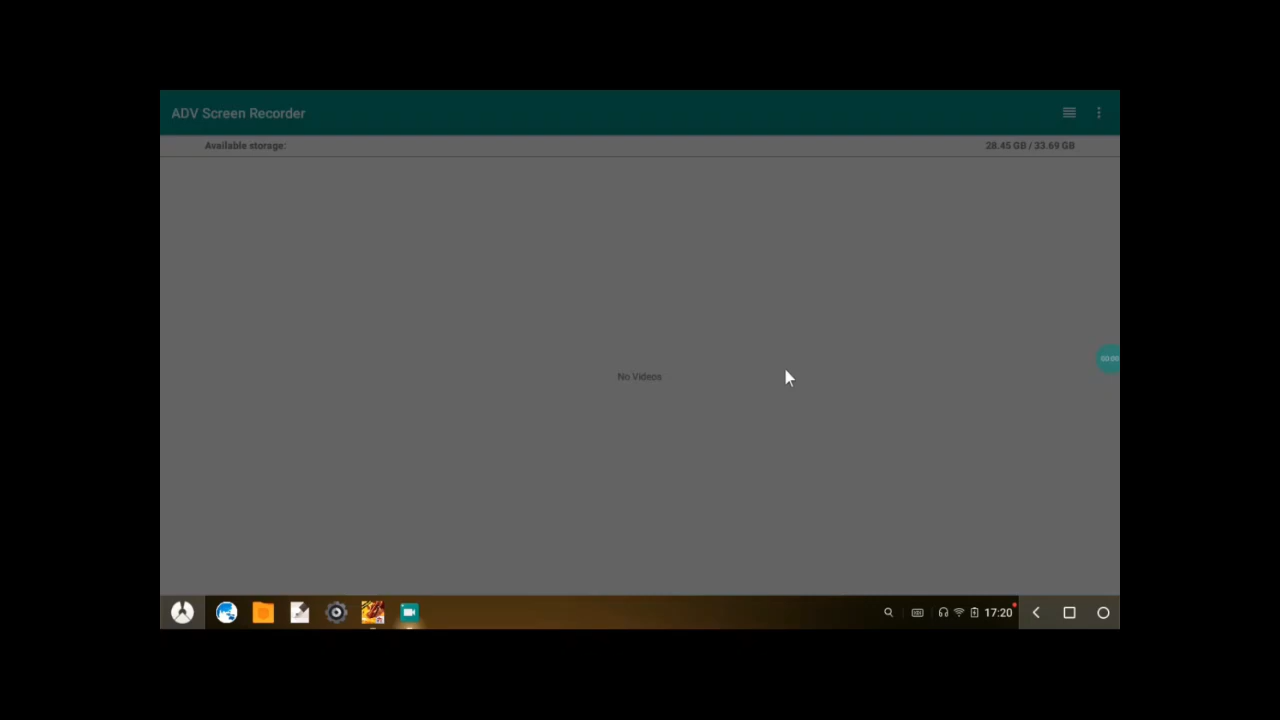 ADV Screen Recorder
Available storage:
28.45 GB / 33.69 GB
No Videos
17:20